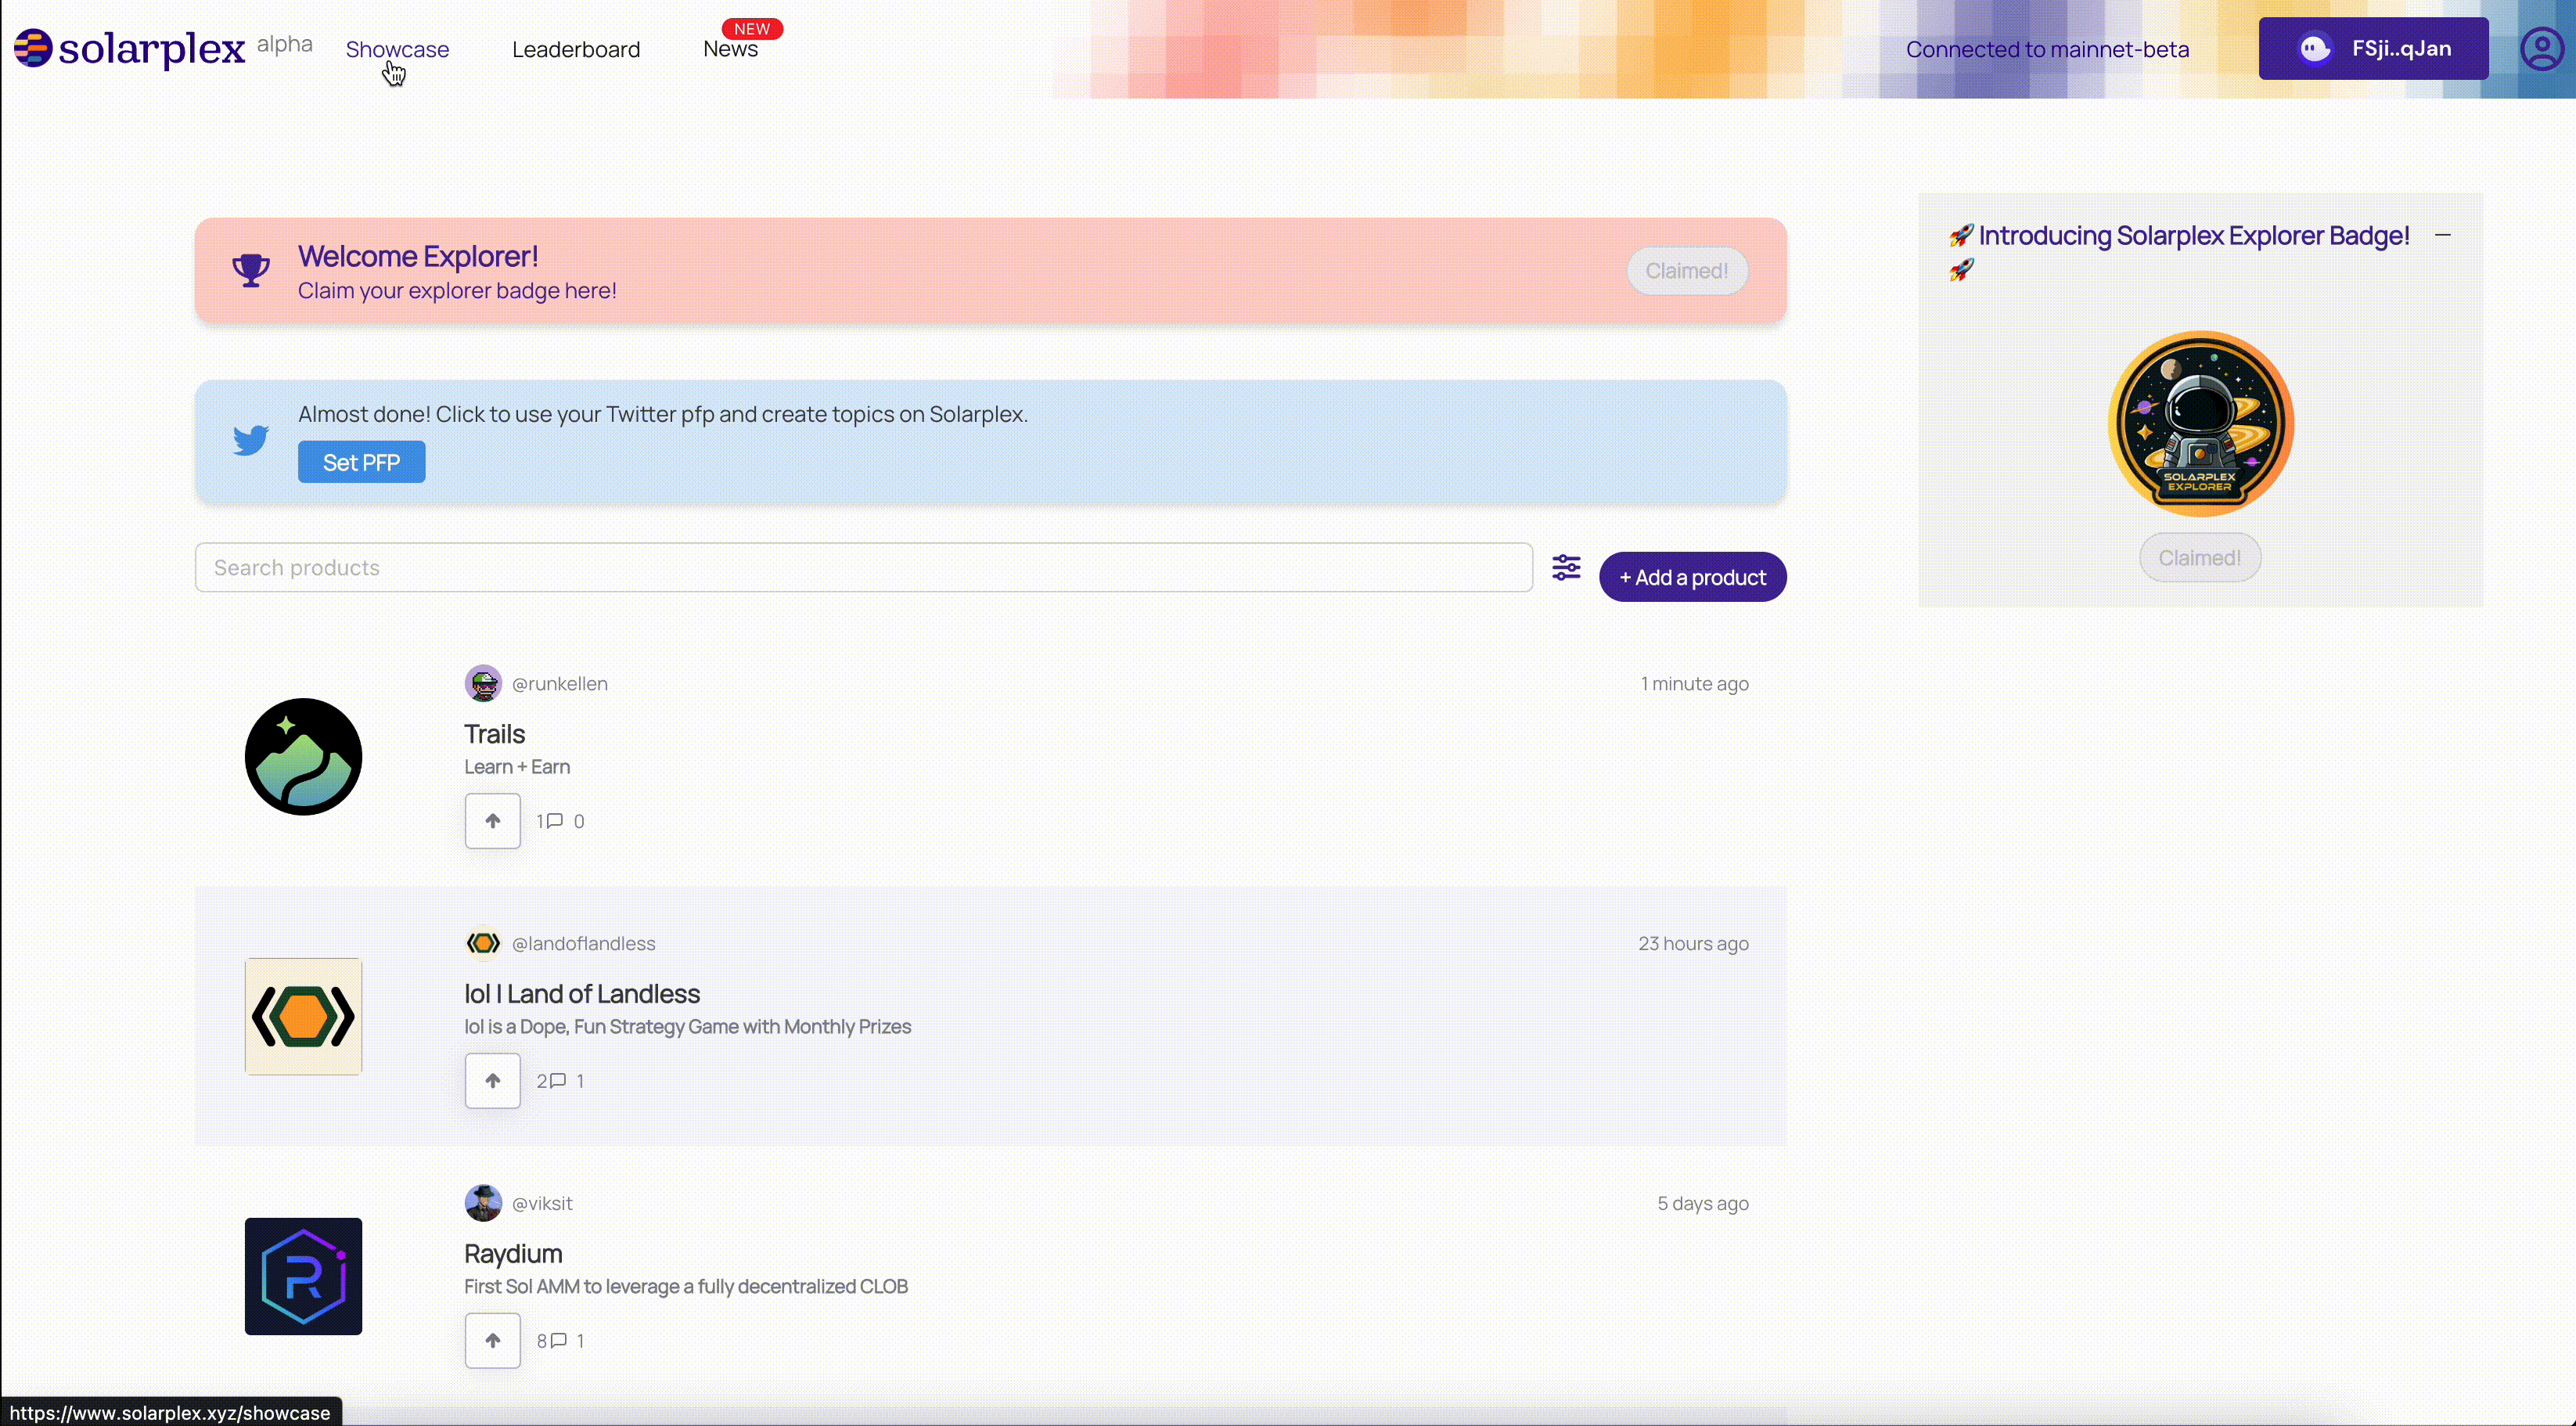 solarplex alpha
Showcase
Leaderboard
NEW
News
Connected to mainnet-beta
FSji..qJan
Welcome Explorer!
Claim your explorer badge here!
Claimed!
Almost done! Click to use your Twitter pfp and create topics on Solarplex.
Set PFP
Search products
+ Add a product
@runkellen
1 minute ago
Trails
Learn + Earn
1 0
@landoflandless
23 hours ago
lol | Land of Landless
lol is a Dope, Fun Strategy Game with Monthly Prizes
2 1
@viksit
5 days ago
Raydium
First Sol AMM to leverage a fully decentralized CLOB
8 1
🚀 Introducing Solarplex Explorer Badge!
🚀
SOLARPLEX
EXPLORER
Claimed!
https://www.solarplex.xyz/showcase